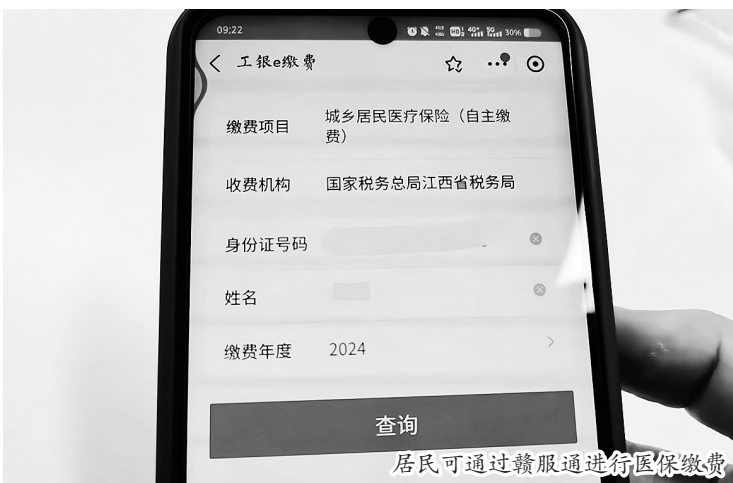 09:22 4G 5G 30%
工银e缴费
缴费项目 城乡居民医疗保险（自主缴
费）
收费机构 国家税务总局江西省税务局
身份证号码
姓名
缴费年度 2024
查询
居民可通过赣服通进行医保缴费